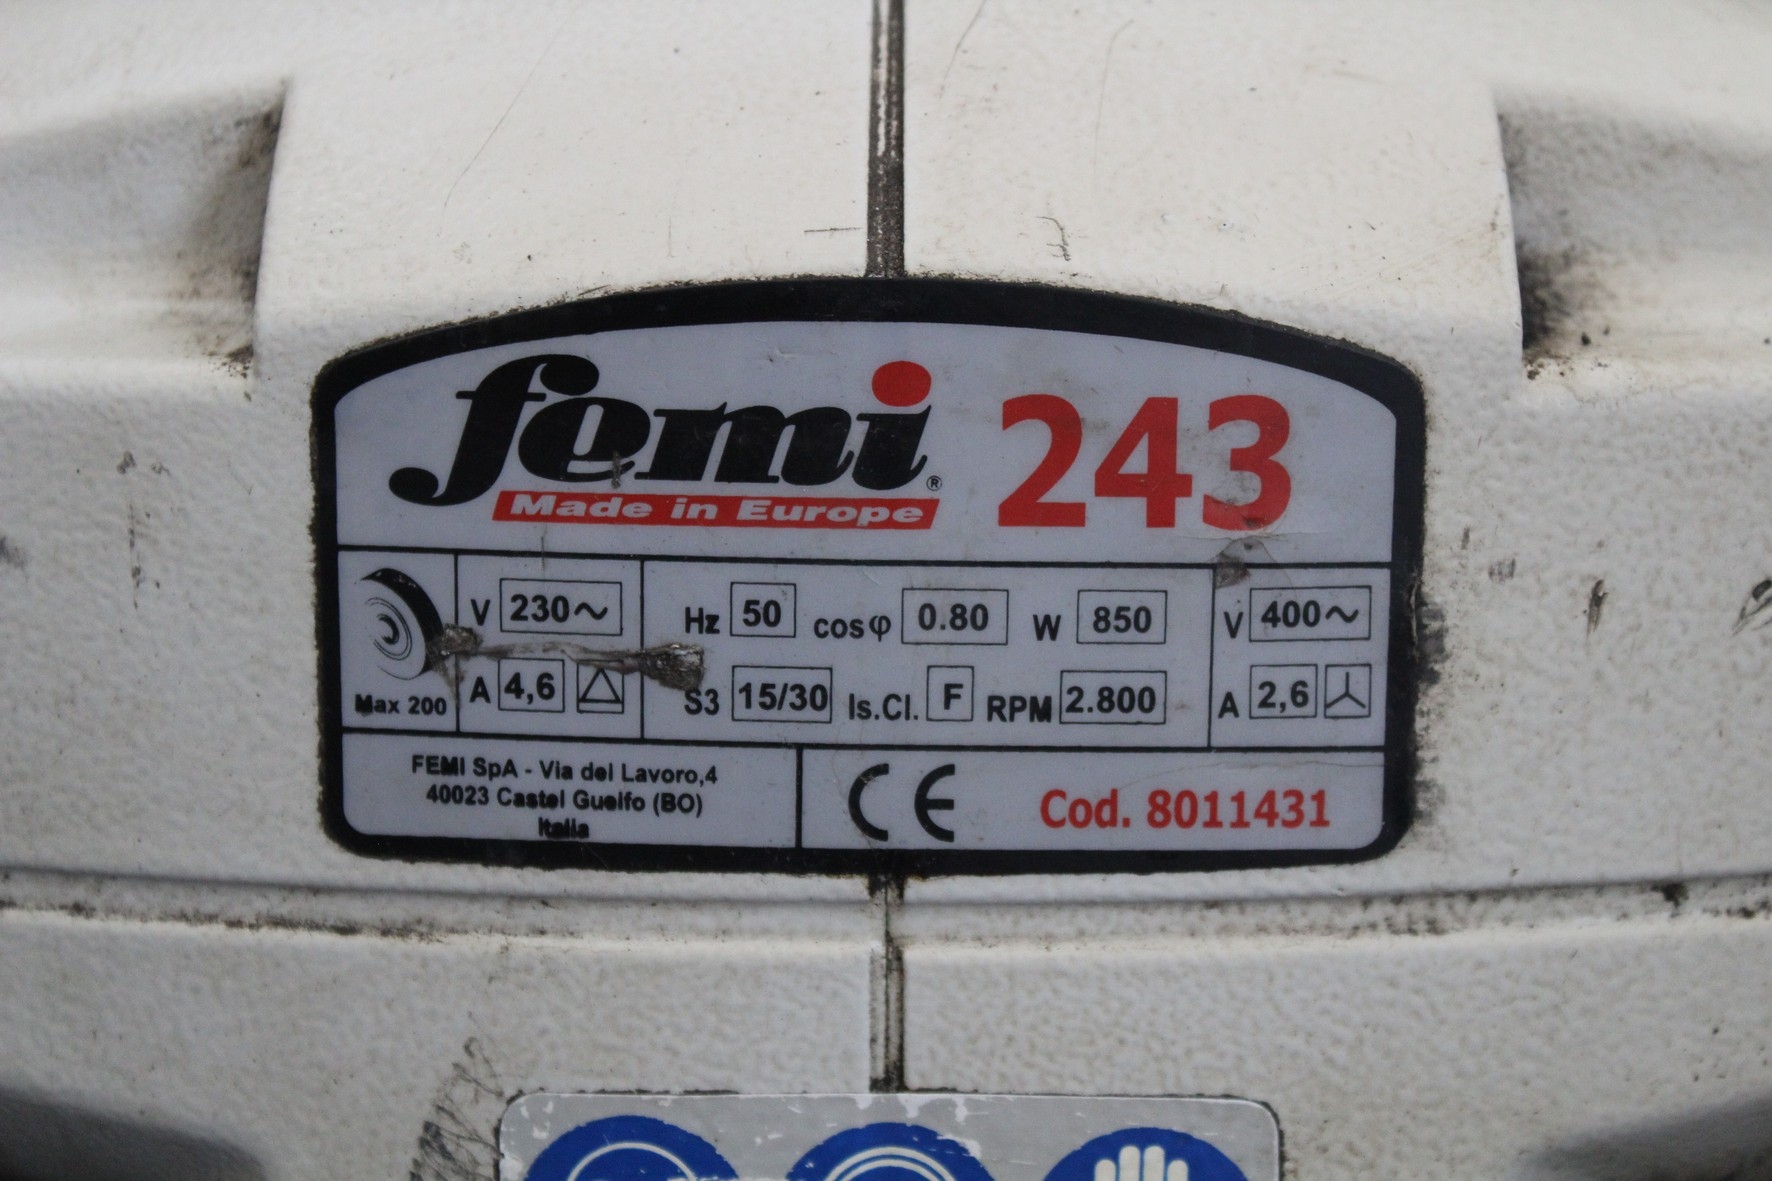 femi® 243
Made in Europe
V 230~ Hz 50 cosφ 0.80 W 850 V 400~
Max 200 A 4,6 S3 15/30 Is.Cl. F RPM 2.800 A 2,6
FEMI SpA - Via del Lavoro,4
40023 Castel Guelfo (BO)
Italia
CE Cod. 8011431